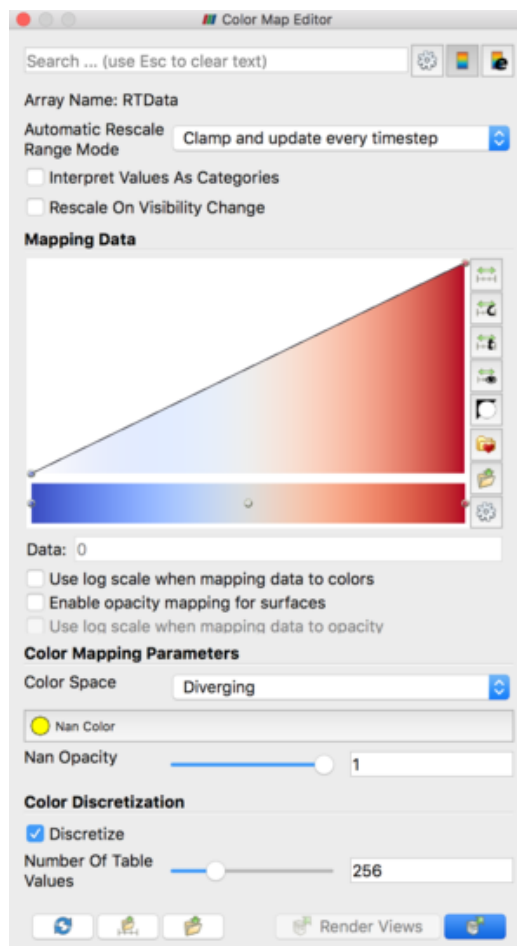 Color Map Editor
Search ... (use Esc to clear text)
Array Name: RTData
Automatic Rescale
Range Mode
Clamp and update every timestep
Interpret Values As Categories
Rescale On Visibility Change
Mapping Data
Data: 0
Use log scale when mapping data to colors
Enable opacity mapping for surfaces
Use log scale when mapping data to opacity
Color Mapping Parameters
Color Space
Diverging
Nan Color
Nan Opacity
1
Color Discretization
Discretize
Number Of Table
Values
256
Render Views